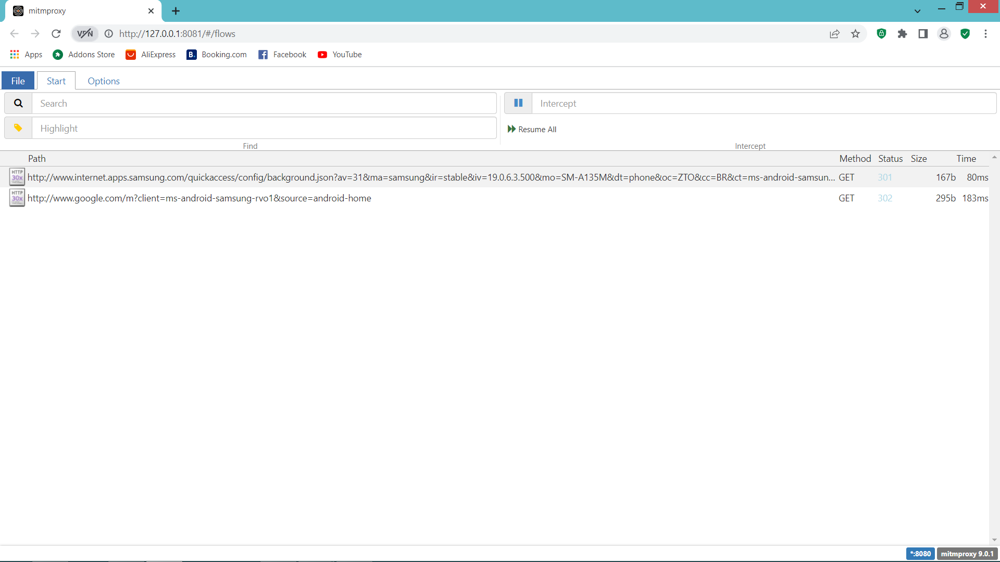 mitmproxy
VPN http://127.0.0.1:8081/#/flows
Apps Addons Store AliExpress B. Booking.com Facebook YouTube
File Start Options
Search Intercept
Highlight Resume All
Find Intercept
Path Method Status Size Time
HTTP 30x http://www.internet.apps.samsung.com/quickaccess/config/background.json?av=31&ma=samsung&ir=stable&iv=19.0.6.3.500&mo=SM-A135M&dt=phone&oc=ZTO&cc=BR&ct=ms-android-samsun... GET 301 167b 80ms
HTTP 30x http://www.google.com/m?client=ms-android-samsung-rvo1&source=android-home GET 302 295b 183ms
*:8080 mitmproxy 9.0.1